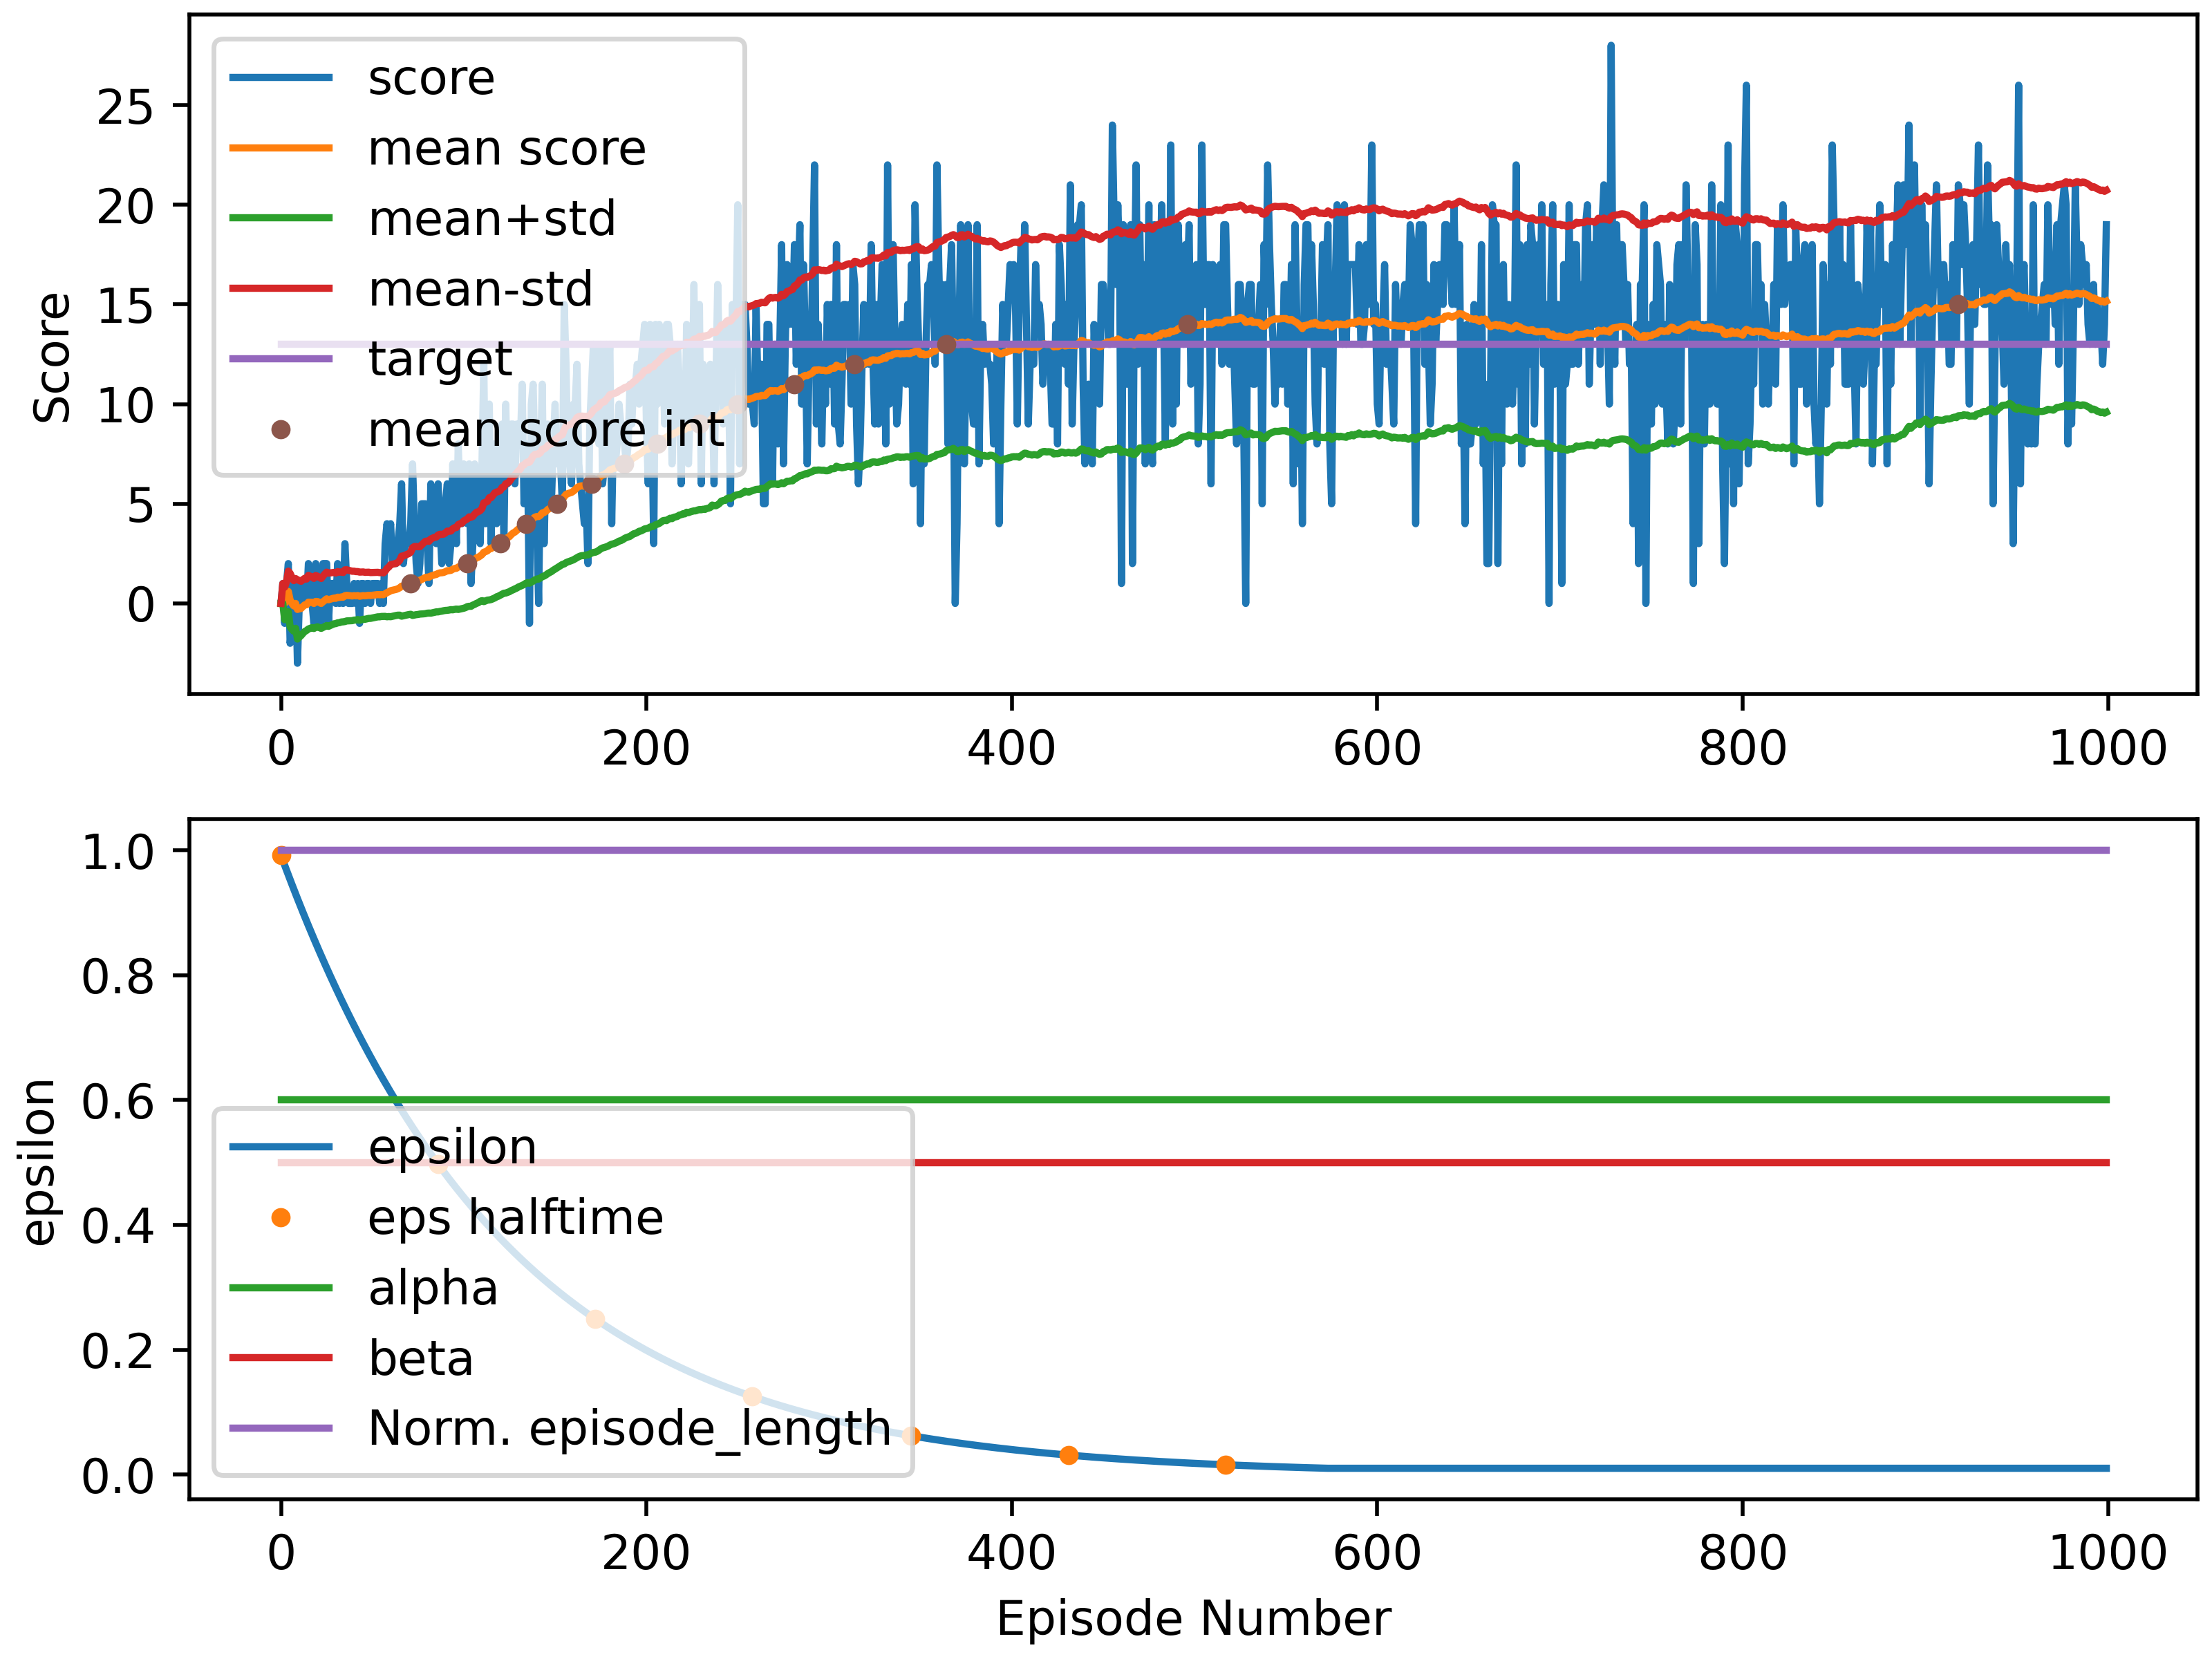 score
mean score
mean+std
mean-std
target
mean score int
Score
25
20
15
10
5
0
0 200 400 600 800 1000
1.0
0.8
0.6
0.4
0.2
0.0
epsilon
epsilon
eps halftime
alpha
beta
Norm. episode_length
0 200 400 600 800 1000
Episode Number